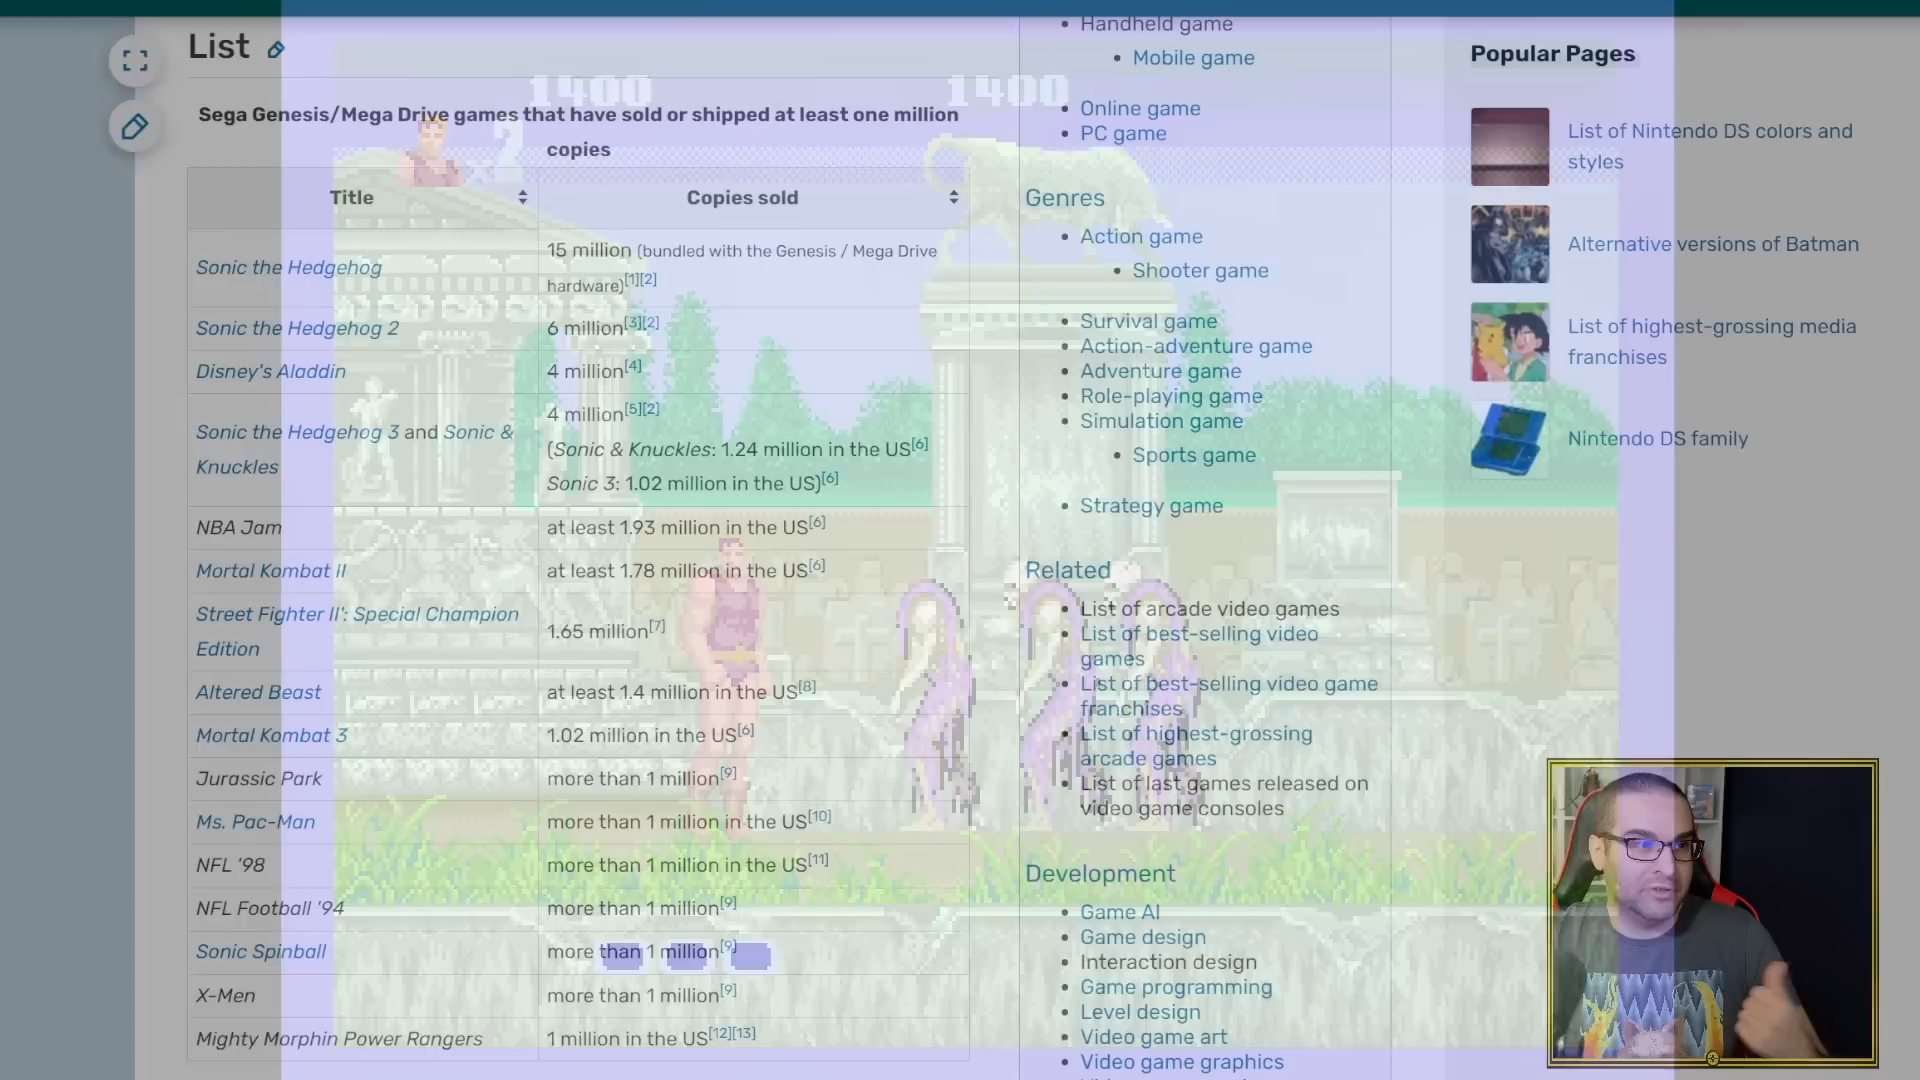 List
Sega Genesis/Mega Drive games that have sold or shipped at least one million
copies
Title
Copies sold
Sonic the Hedgehog
15 million (bundled with the Genesis / Mega Drive
hardware)[1][2]
Sonic the Hedgehog 2
6 million[3][2]
Disney's Aladdin
4 million[4]
Sonic the Hedgehog 3 and Sonic &
Knuckles
4 million[5][2]
(Sonic & Knuckles: 1.24 million in the US[6]
Sonic 3: 1.02 million in the US)[6]
NBA Jam
at least 1.93 million in the US[6]
Mortal Kombat II
at least 1.78 million in the US[6]
Street Fighter II': Special Champion
Edition
1.65 million[7]
Altered Beast
at least 1.4 million in the US[8]
Mortal Kombat 3
1.02 million in the US[6]
Jurassic Park
more than 1 million[9]
Ms. Pac-Man
more than 1 million in the US[10]
NFL '98
more than 1 million in the US[11]
NFL Football '94
more than 1 million[9]
Sonic Spinball
more than 1 million[9]
X-Men
more than 1 million[9]
Mighty Morphin Power Rangers
1 million in the US[12][13]
1400
1400
x2
Handheld game
Mobile game
Online game
PC game
Genres
Action game
Shooter game
Survival game
Action-adventure game
Adventure game
Role-playing game
Simulation game
Sports game
Strategy game
Related
List of arcade video games
List of best-selling video
games
List of best-selling video game
franchises
List of highest-grossing
arcade games
List of last games released on
video game consoles
Development
Game AI
Game design
Interaction design
Game programming
Level design
Video game art
Video game graphics
Popular Pages
List of Nintendo DS colors and
styles
Alternative versions of Batman
List of highest-grossing media
franchises
Nintendo DS family